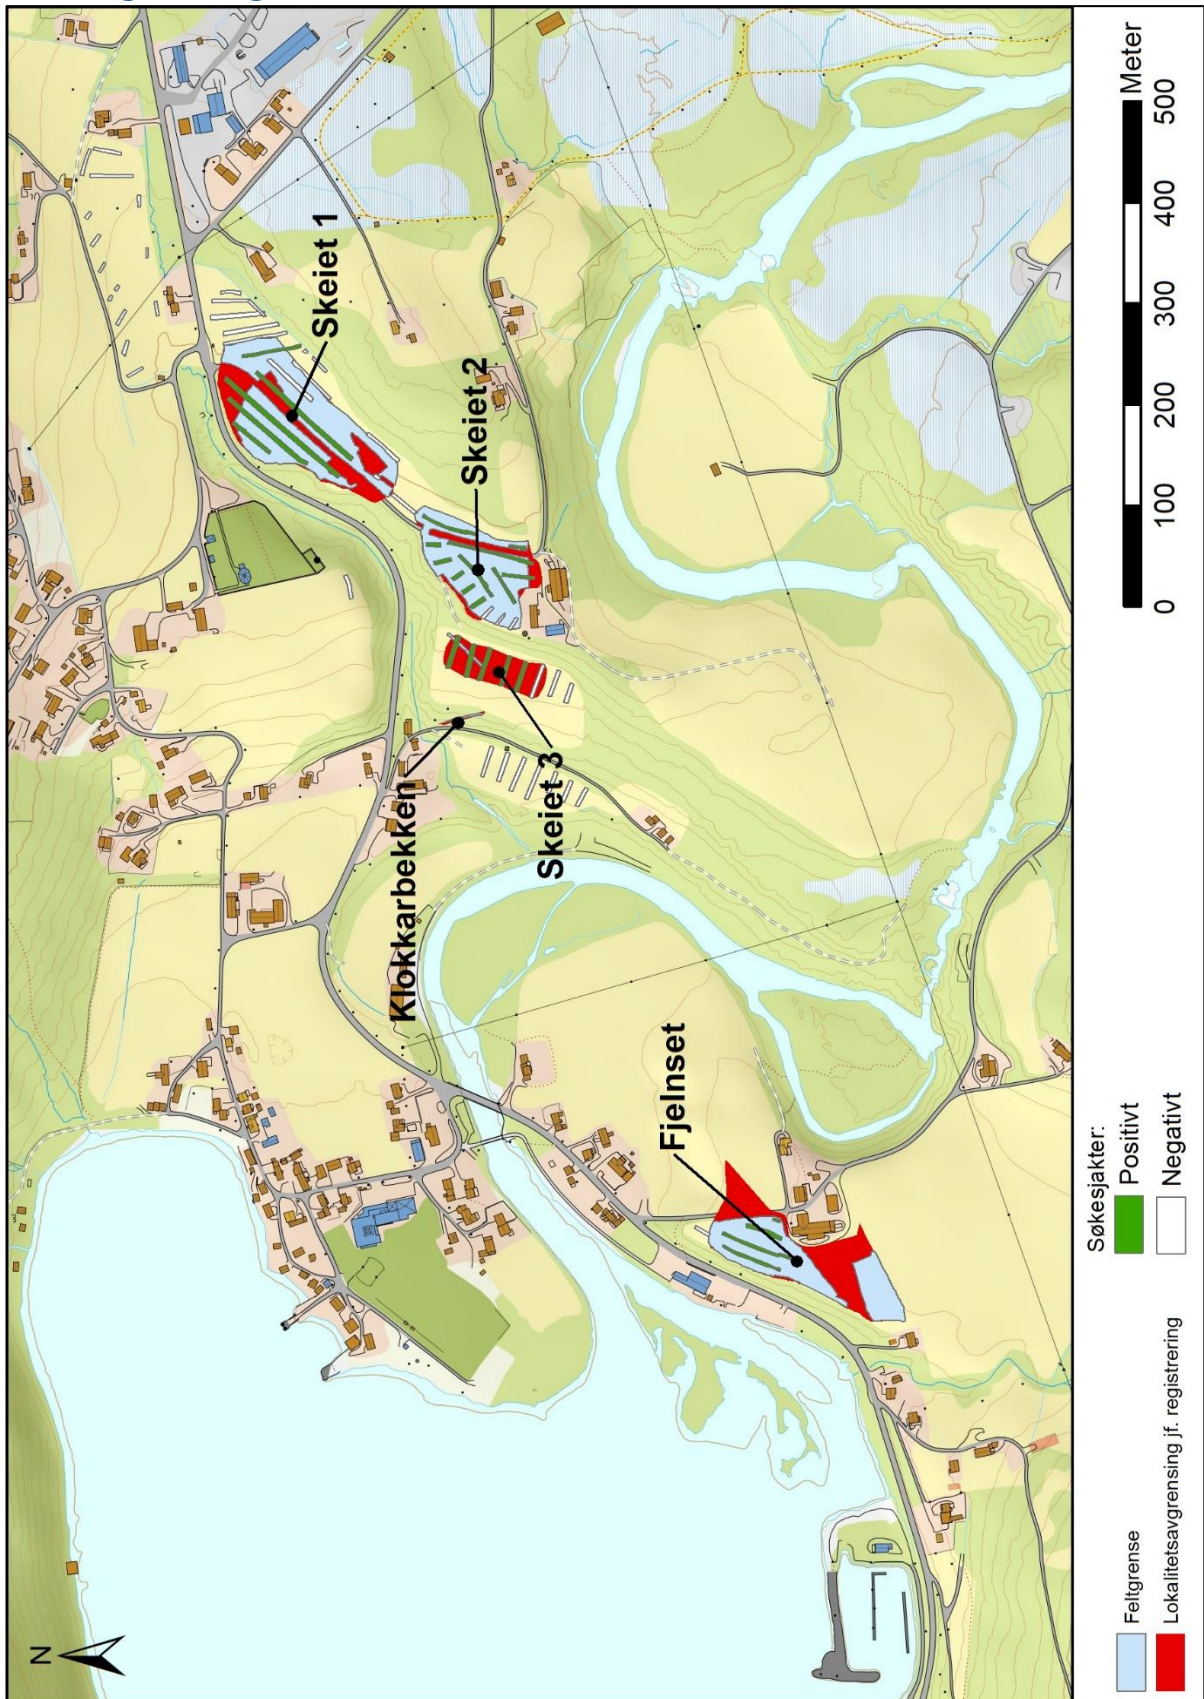 N
Skeiet 1
Skeiet 2
Klokkarbekken
Skeiet 3
Fjelnset
Feltgrense
Lokalitetsavgrensing jf. registrering
Søkesjakter:
Positivt
Negativt
0 100 200 300 400 500
Meter